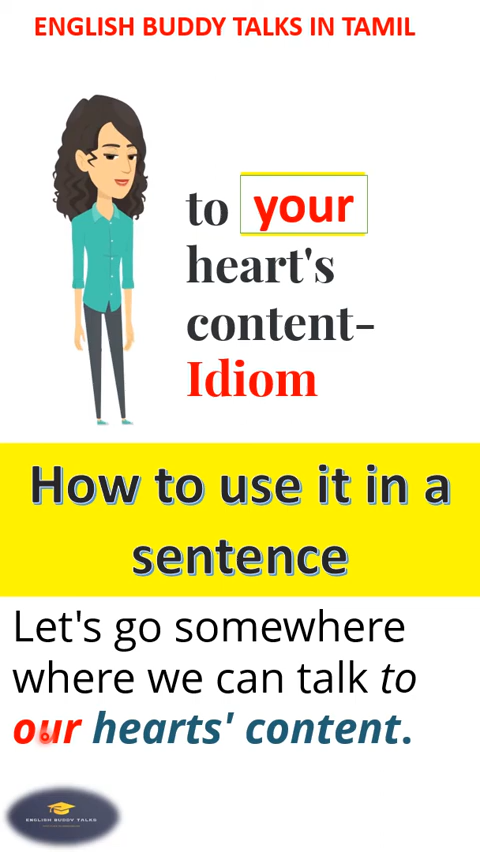 ENGLISH BUDDY TALKS IN TAMIL
to your
heart's
content-
Idiom
How to use it in a
sentence
Let's go somewhere
where we can talk to
our hearts' content.
ENGLISH BUDDY TALKS